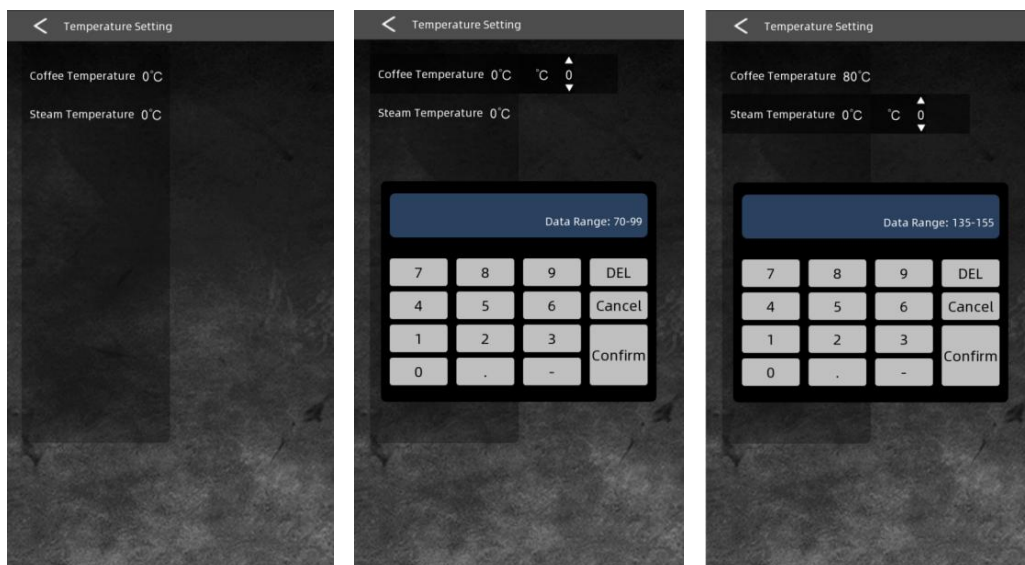 Temperature Setting
Coffee Temperature 0°C
Steam Temperature 0°C
Temperature Setting
Coffee Temperature 0°C °C 0
Steam Temperature 0°C
Data Range: 70-99
7 8 9 DEL
4 5 6 Cancel
1 2 3
Confirm
0 . -
Temperature Setting
Coffee Temperature 80°C
Steam Temperature 0°C °C 0
Data Range: 135-155
7 8 9 DEL
4 5 6 Cancel
1 2 3
Confirm
0 . -